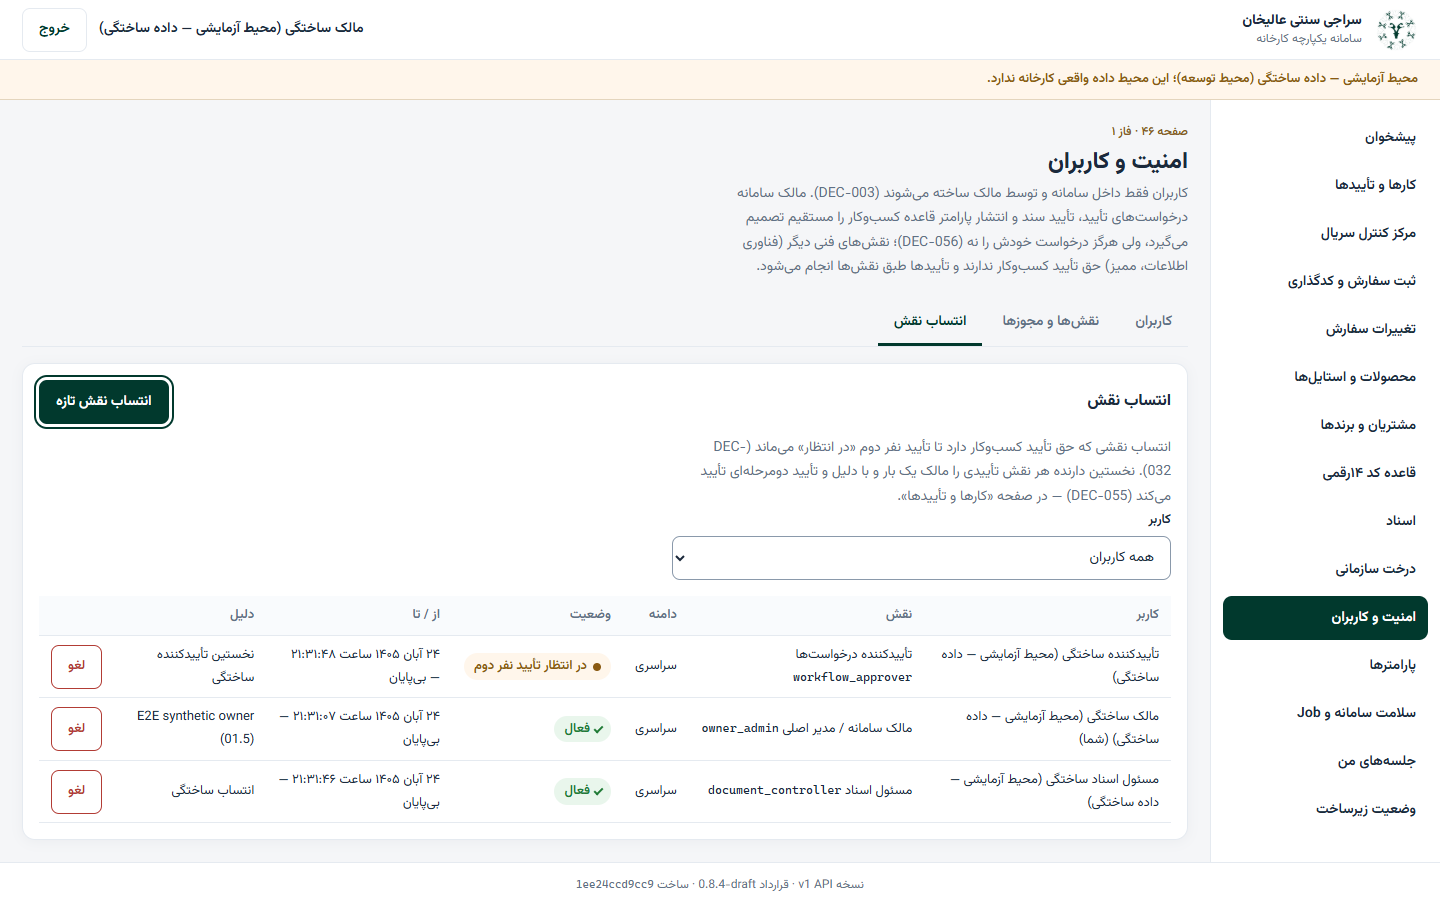 سراجی سنتی عالیخان
سامانه یکپارچه کارخانه
مالک ساختگی (محیط آزمایشی — داده ساختگی)
خروج
محیط آزمایشی — داده ساختگی (محیط توسعه)؛ این محیط داده واقعی کارخانه ندارد.
پیشخوان
کارها و تأییدها
مرکز کنترل سریال
ثبت سفارش و کدگذاری
تغییرات سفارش
محصولات و استایل‌ها
مشتریان و برندها
قاعده کد ۱۴رقمی
اسناد
درخت سازمانی
امنیت و کاربران
پارامترها
سلامت سامانه و Job
جلسه‌های من
وضعیت زیرساخت
صفحه ۴۶ · فاز ۱
امنیت و کاربران
کاربران فقط داخل سامانه و توسط مالک ساخته می‌شوند (DEC-003). مالک سامانه
درخواست‌های تأیید، تأیید سند و انتشار پارامتر قاعده کسب‌وکار را مستقیم تصمیم
می‌گیرد، ولی هرگز درخواست خودش را نه (DEC-056)؛ نقش‌های فنی دیگر (فناوری
اطلاعات، ممیز) حق تأیید کسب‌وکار ندارند و تأییدها طبق نقش‌ها انجام می‌شود.
کاربران
نقش‌ها و مجوزها
انتساب نقش
انتساب نقش
انتساب نقش تازه
انتساب نقشی که حق تأیید کسب‌وکار دارد تا تأیید نفر دوم «در انتظار» می‌ماند (DEC-
032). نخستین دارنده هر نقش تأییدی را مالک یک بار و با دلیل و تأیید دومرحله‌ای تأیید
می‌کند (DEC-055) — در صفحه «کارها و تأییدها».
کاربر
همه کاربران
کاربر نقش دامنه وضعیت از / تا دلیل
تأییدکننده ساختگی (محیط آزمایشی — داده
ساختگی)
تأییدکننده درخواست‌ها
workflow_approver
سراسری
در انتظار تأیید نفر دوم
۲۴ آبان ۱۴۰۵ ساعت ۲۱:۳۱:۴۸
— بی‌پایان
نخستین تأییدکننده
ساختگی
لغو
مالک ساختگی (محیط آزمایشی — داده
ساختگی) (شما)
مالک سامانه / مدیر اصلی owner_admin
سراسری
فعال
۲۴ آبان ۱۴۰۵ ساعت ۲۱:۳۱:۰۷ —
بی‌پایان
E2E synthetic owner
(01.5)
لغو
مسئول اسناد ساختگی (محیط آزمایشی —
داده ساختگی)
مسئول اسناد document_controller
سراسری
فعال
۲۴ آبان ۱۴۰۵ ساعت ۲۱:۳۱:۴۶ —
بی‌پایان
انتساب ساختگی
لغو
نسخه v1 API · قرارداد 0.8.4-draft · ساخت 1ee24ccd9cc9